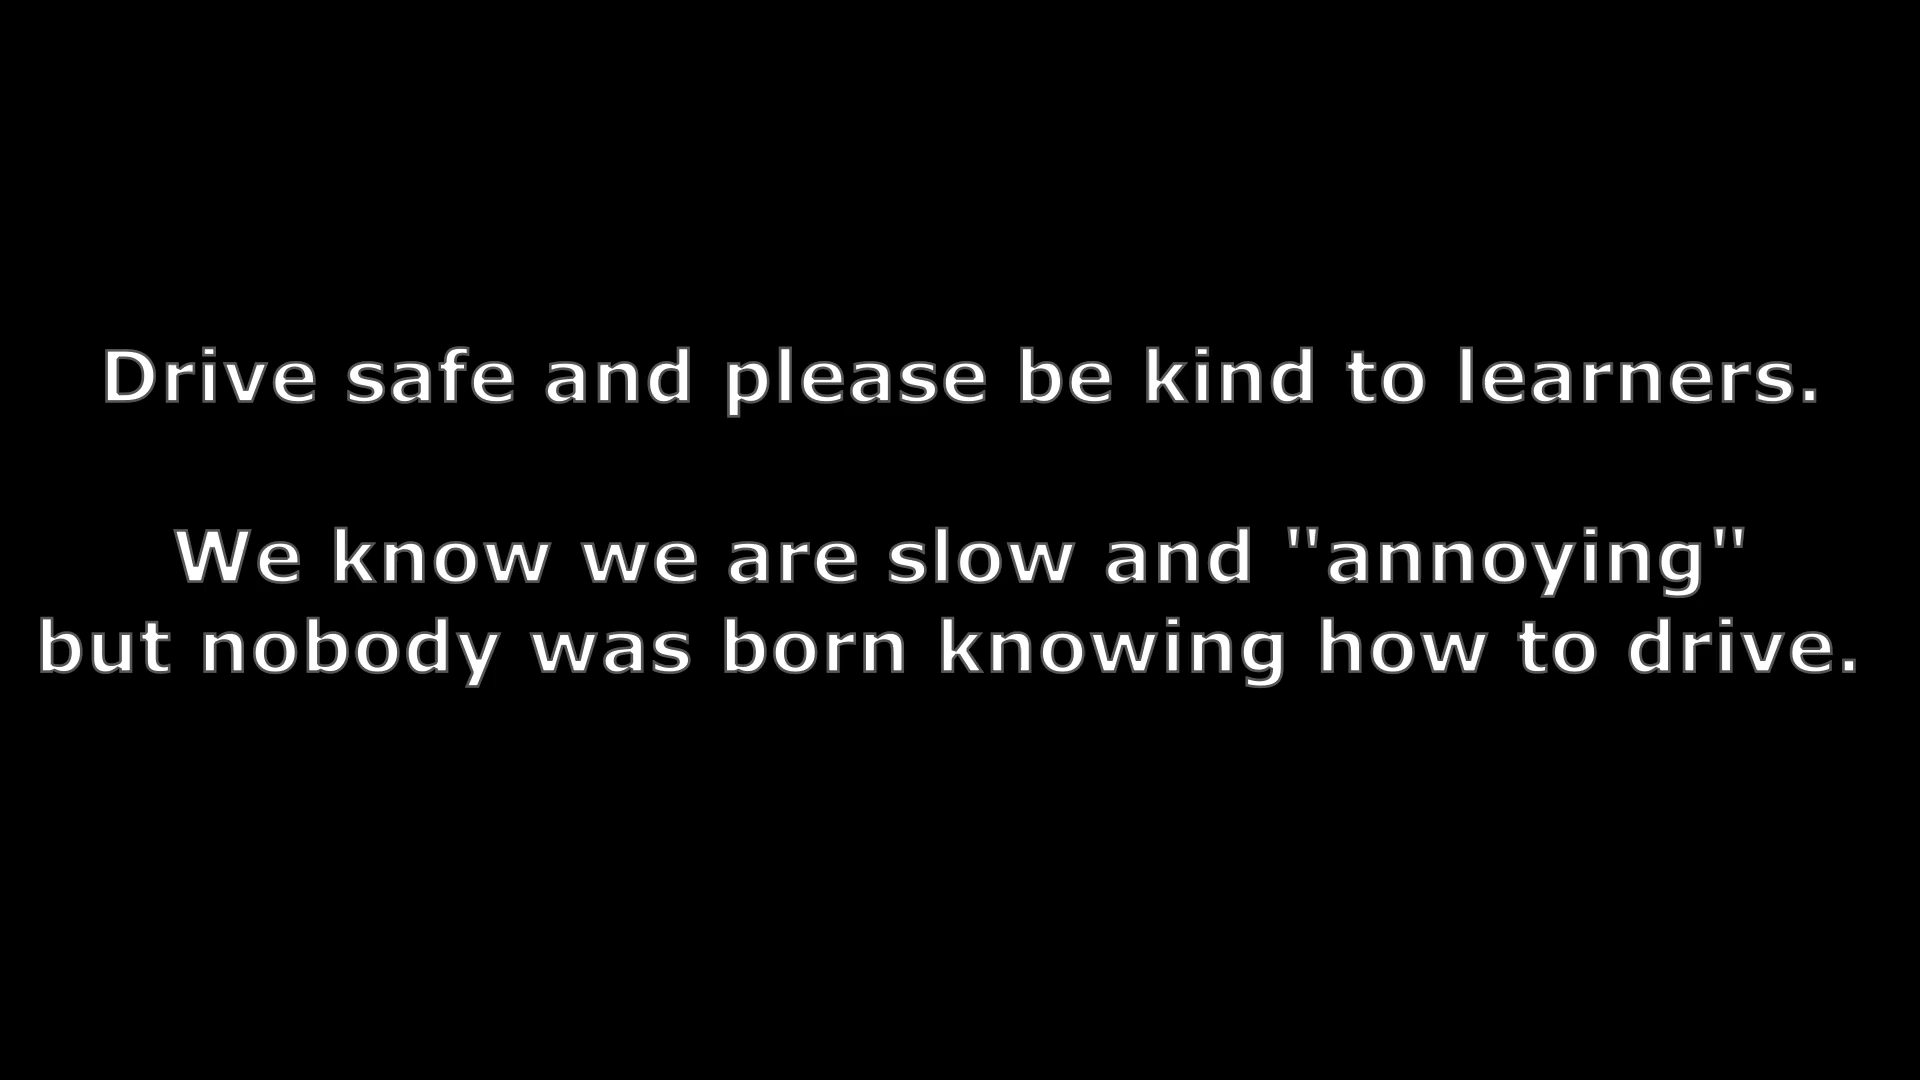 Drive safe and please be kind to learners.
We know we are slow and "annoying"
but nobody was born knowing how to drive.